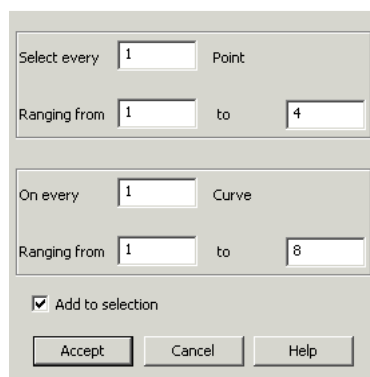 Select every 1 Point
Ranging from 1 to 4
On every 1 Curve
Ranging from 1 to 8
Add to selection
Accept Cancel Help